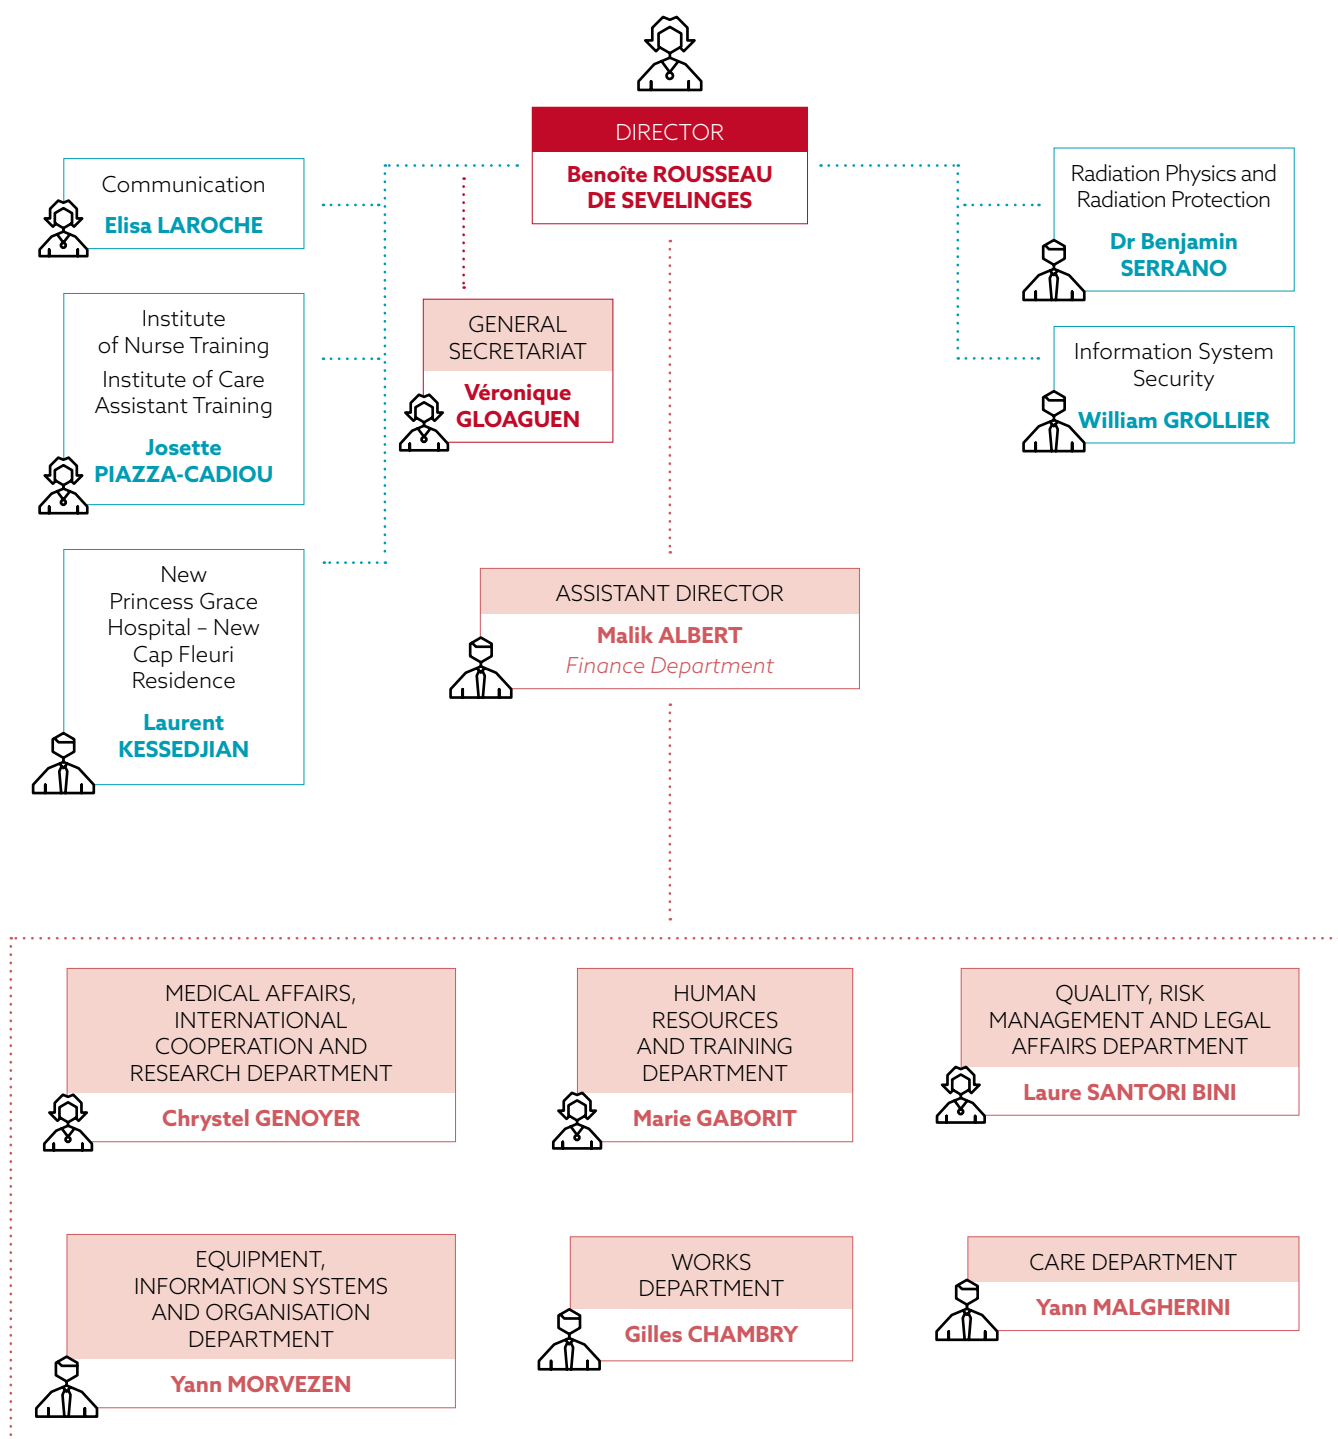 DIRECTOR
Benoîte ROUSSEAU
DE SEVELINGES
Communication
Elisa LAROCHE
Institute
of Nurse Training
Institute of Care
Assistant Training
Josette
PIAZZA-CADIOU
New
Princess Grace
Hospital – New
Cap Fleuri
Residence
Laurent
KESSEDJIAN
GENERAL
SECRETARIAT
Véronique
GLOAGUEN
Radiation Physics and
Radiation Protection
Dr Benjamin
SERRANO
Information System
Security
William GROLLIER
ASSISTANT DIRECTOR
Malik ALBERT
Finance Department
MEDICAL AFFAIRS,
INTERNATIONAL
COOPERATION AND
RESEARCH DEPARTMENT
Chrystel GENOYER
HUMAN
RESOURCES
AND TRAINING
DEPARTMENT
Marie GABORIT
QUALITY, RISK
MANAGEMENT AND LEGAL
AFFAIRS DEPARTMENT
Laure SANTORI BINI
EQUIPMENT,
INFORMATION SYSTEMS
AND ORGANISATION
DEPARTMENT
Yann MORVEZEN
WORKS
DEPARTMENT
Gilles CHAMBRY
CARE DEPARTMENT
Yann MALGHERINI